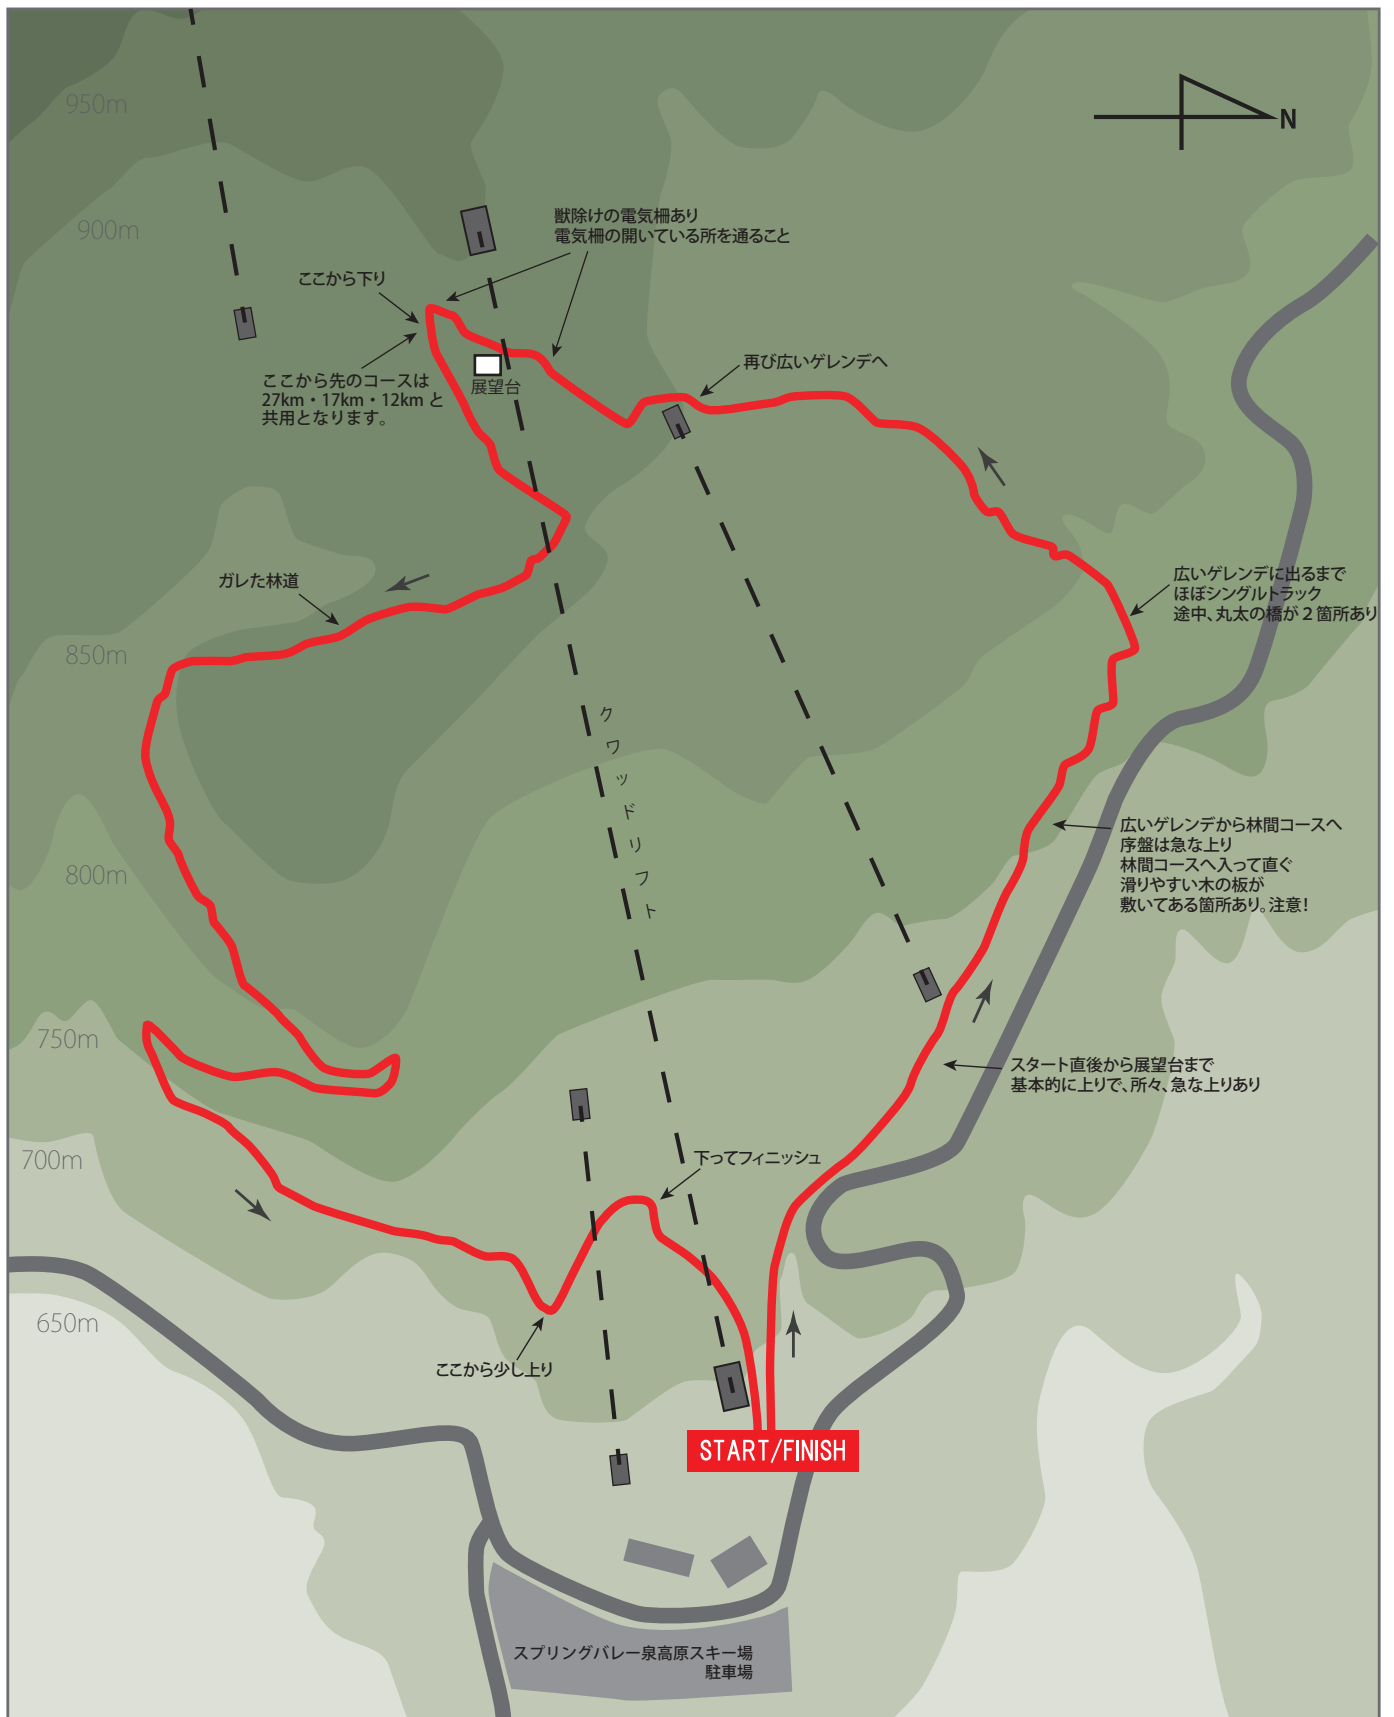 950m
N
900m
獣除けの電気柵あり
電気柵の開いている所を通ること
ここから下り
再び広いゲレンデへ
ここから先のコースは
27km・17km・12km と
共用となります。
展望台
ガレた林道
広いゲレンデに出るまで
ほぼシングルトラック
途中、丸太の橋が2箇所あり
850m
クワッドリフト
広いゲレンデから林間コースへ
序盤は急な上り
林間コースへ入って直ぐ
滑りやすい木の板が
敷いてある箇所あり。注意!
800m
750m
スタート直後から展望台まで
基本的に上りで、所々、急な上りあり
700m
下ってフィニッシュ
650m
ここから少し上り
START/FINISH
スプリングバレー泉高原スキー場
駐車場